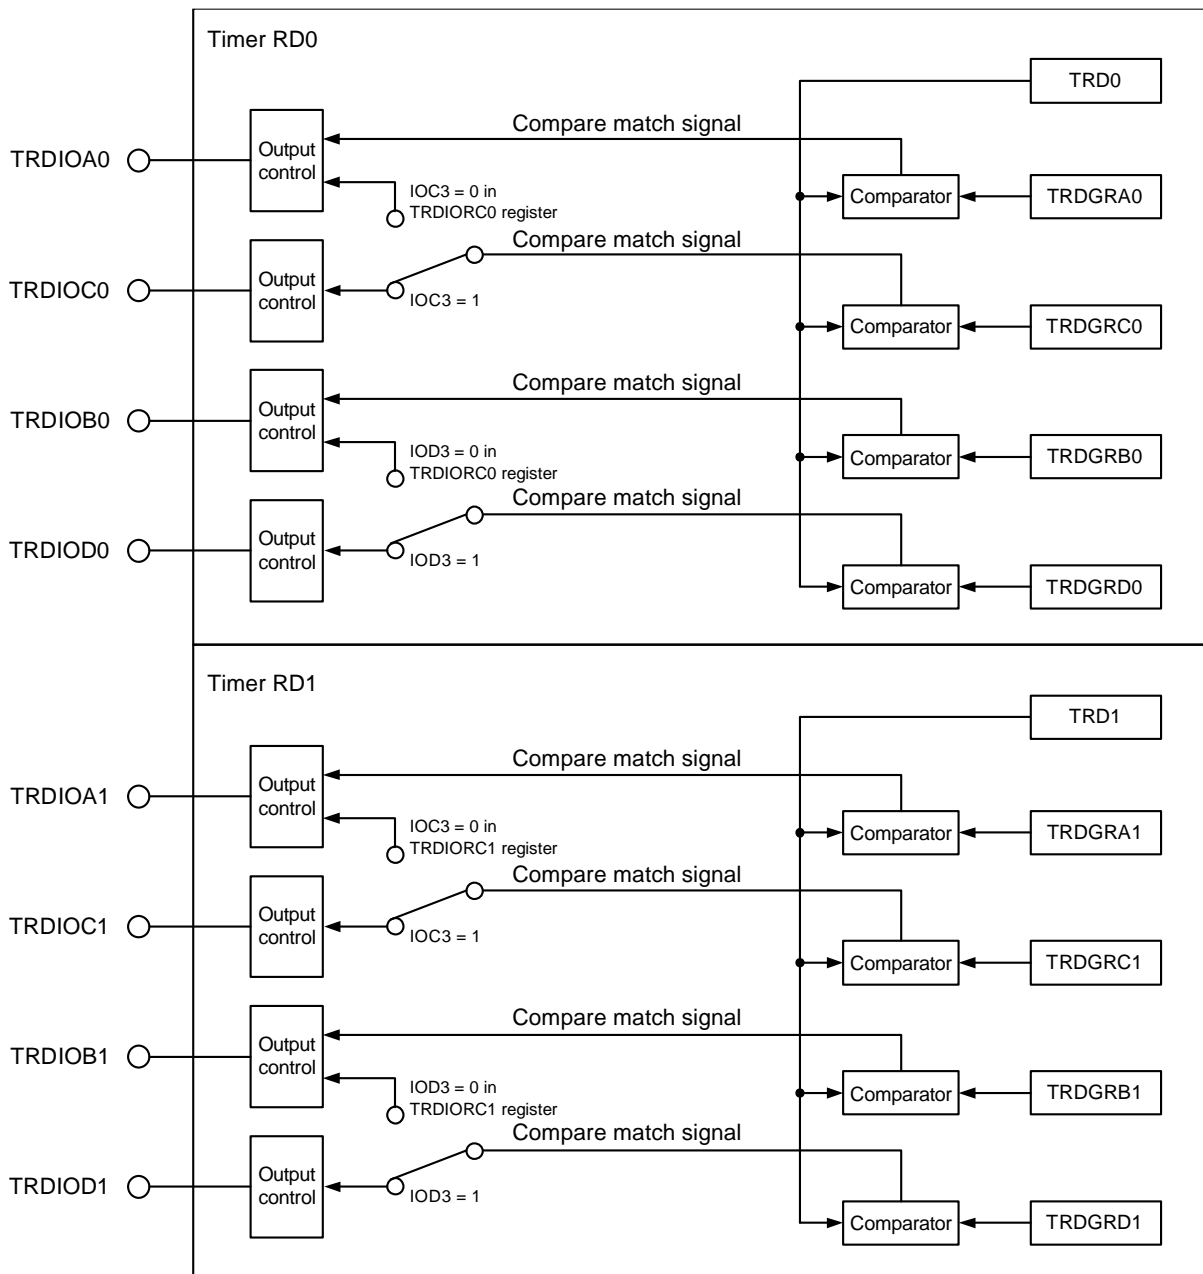 Timer RD0
TRD0
Compare match signal
TRDIOA0
Output
control
IOC3 = 0 in
TRDIORC0 register
Comparator
TRDGRA0
Compare match signal
TRDIOC0
Output
control
IOC3 = 1
Comparator
TRDGRC0
Compare match signal
TRDIOB0
Output
control
IOD3 = 0 in
TRDIORC0 register
Comparator
TRDGRB0
Compare match signal
TRDIOD0
Output
control
IOD3 = 1
Comparator
TRDGRD0
Timer RD1
TRD1
Compare match signal
TRDIOA1
Output
control
IOC3 = 0 in
TRDIORC1 register
Comparator
TRDGRA1
Compare match signal
TRDIOC1
Output
control
IOC3 = 1
Comparator
TRDGRC1
Compare match signal
TRDIOB1
Output
control
IOD3 = 0 in
TRDIORC1 register
Comparator
TRDGRB1
Compare match signal
TRDIOD1
Output
control
IOD3 = 1
Comparator
TRDGRD1